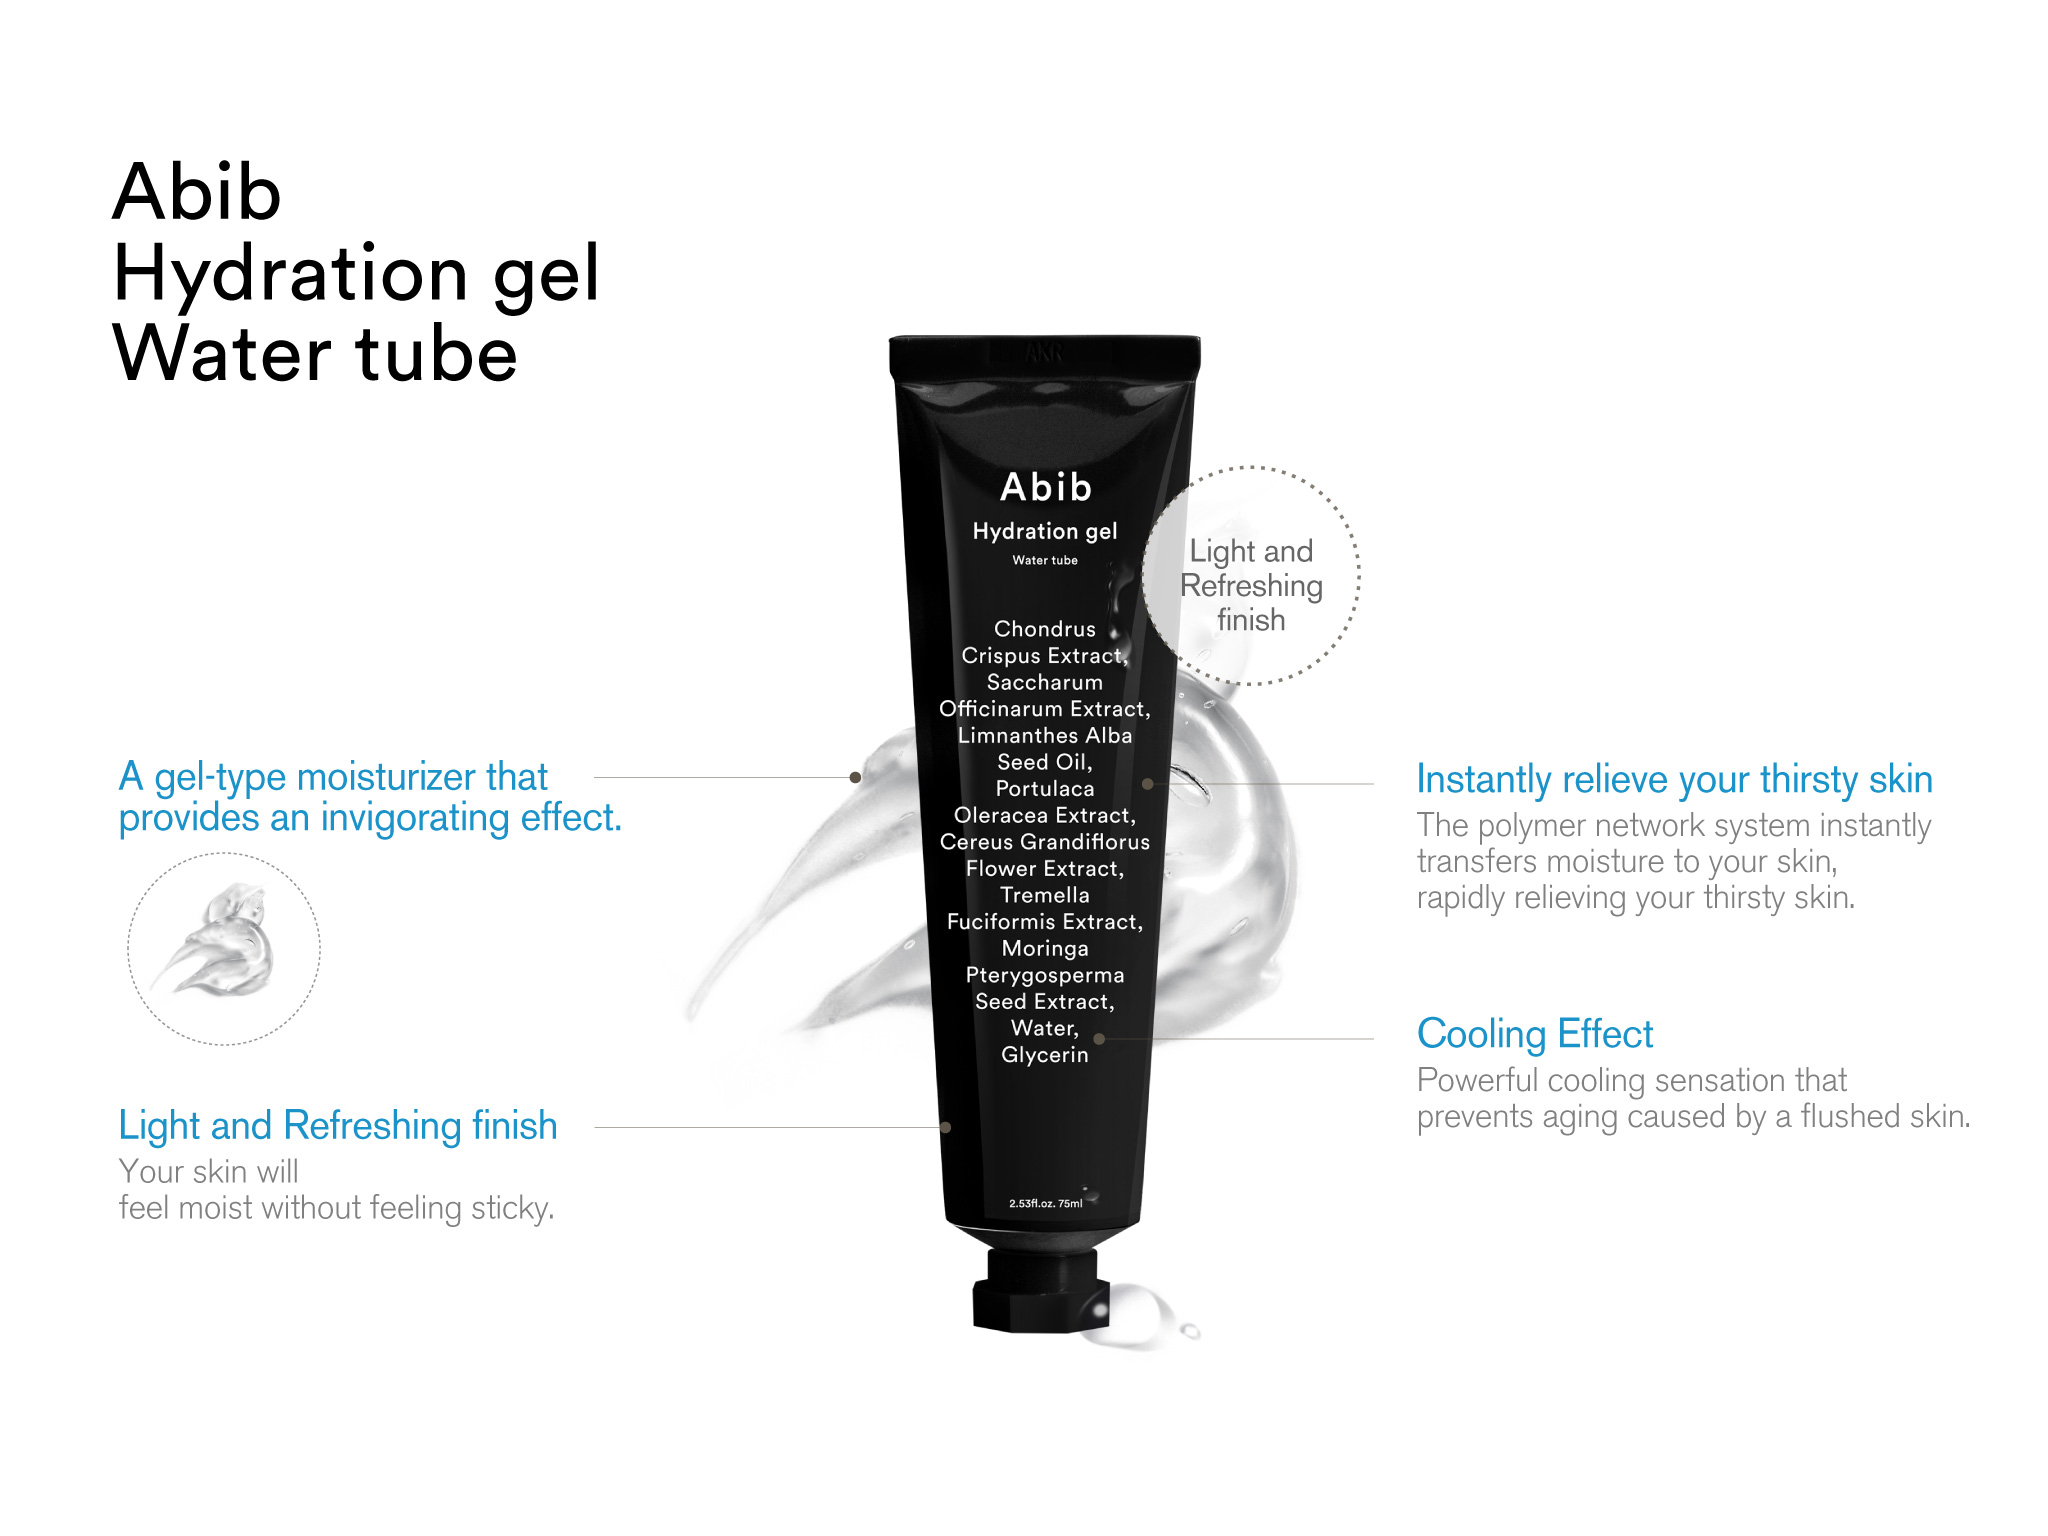 Abib
Hydration gel
Water tube
AKR
Abib
Hydration gel
Water tube
Chondrus
Crispus Extract,
Saccharum
Officinarum Extract,
Limnanthes Alba
Seed Oil,
Portulaca
Oleracea Extract,
Cereus Grandiflorus
Flower Extract,
Tremella
Fuciformis Extract,
Moringa
Pterygosperma
Seed Extract,
Water,
Glycerin
2.53fl.oz. 75ml
Light and
Refreshing
finish
A gel-type moisturizer that
provides an invigorating effect.
Light and Refreshing finish
Your skin will
feel moist without feeling sticky.
Instantly relieve your thirsty skin
The polymer network system instantly
transfers moisture to your skin,
rapidly relieving your thirsty skin.
Cooling Effect
Powerful cooling sensation that
prevents aging caused by a flushed skin.